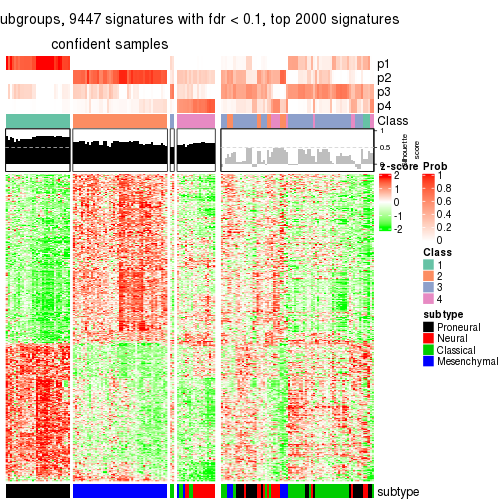 ubgroups, 9447 signatures with fdr < 0.1, top 2000 signatures
confident samples
p1
p2
p3
p4
Class
1
0.5
0
silhouette
score
z-score
2
1
0
-1
-2
Prob
1
0.8
0.6
0.4
0.2
0
Class
1
2
3
4
subtype
Proneural
Neural
Classical
Mesenchymal
subtype